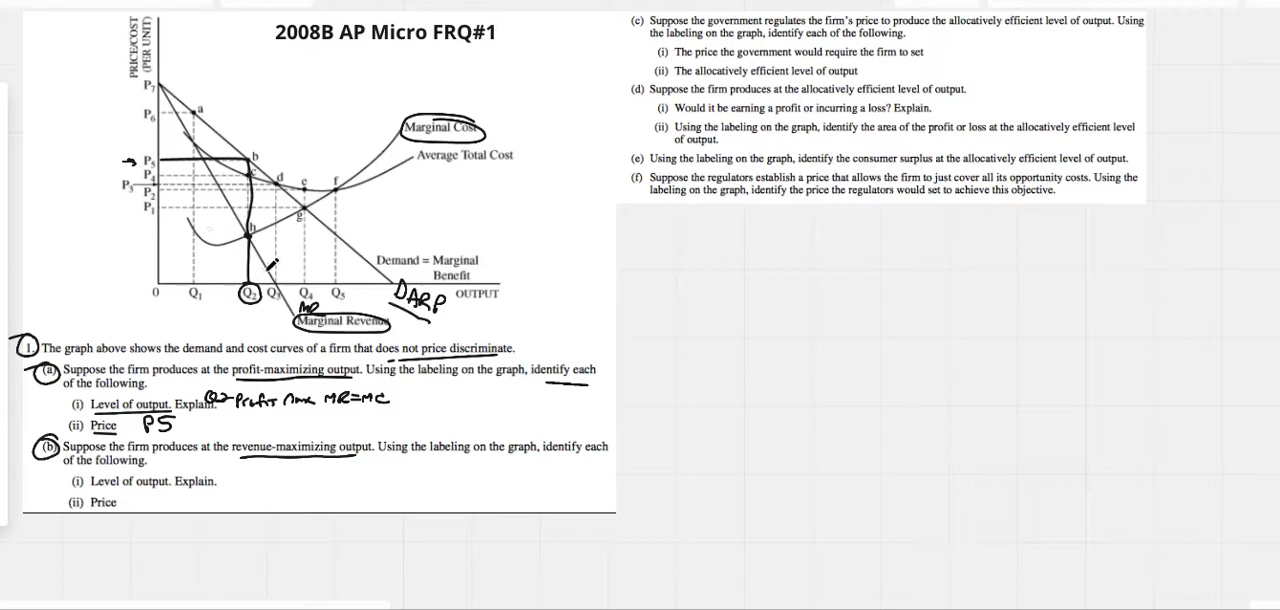 2008B AP Micro FRQ#1
PRICE/COST
(PER UNIT)
P7
P6
P5
P4
P3
P2
P1
a
b
c
d
e
f
g
h
Marginal Cost
Average Total Cost
Demand = Marginal
Benefit
DARP
0 Q1 Q2 Q3 Q4 Q5 OUTPUT
MR
Marginal Revenue
1. The graph above shows the demand and cost curves of a firm that does not price discriminate.
(a) Suppose the firm produces at the profit-maximizing output. Using the labeling on the graph, identify each
of the following.
(i) Level of output. Explain. Q2 - Profit max MR=MC
(ii) Price P5
(b) Suppose the firm produces at the revenue-maximizing output. Using the labeling on the graph, identify each
of the following.
(i) Level of output. Explain.
(ii) Price
(c) Suppose the government regulates the firm's price to produce the allocatively efficient level of output. Using
the labeling on the graph, identify each of the following.
(i) The price the government would require the firm to set
(ii) The allocatively efficient level of output
(d) Suppose the firm produces at the allocatively efficient level of output.
(i) Would it be earning a profit or incurring a loss? Explain.
(ii) Using the labeling on the graph, identify the area of the profit or loss at the allocatively efficient level
of output.
(e) Using the labeling on the graph, identify the consumer surplus at the allocatively efficient level of output.
(f) Suppose the regulators establish a price that allows the firm to just cover all its opportunity costs. Using the
labeling on the graph, identify the price the regulators would set to achieve this objective.